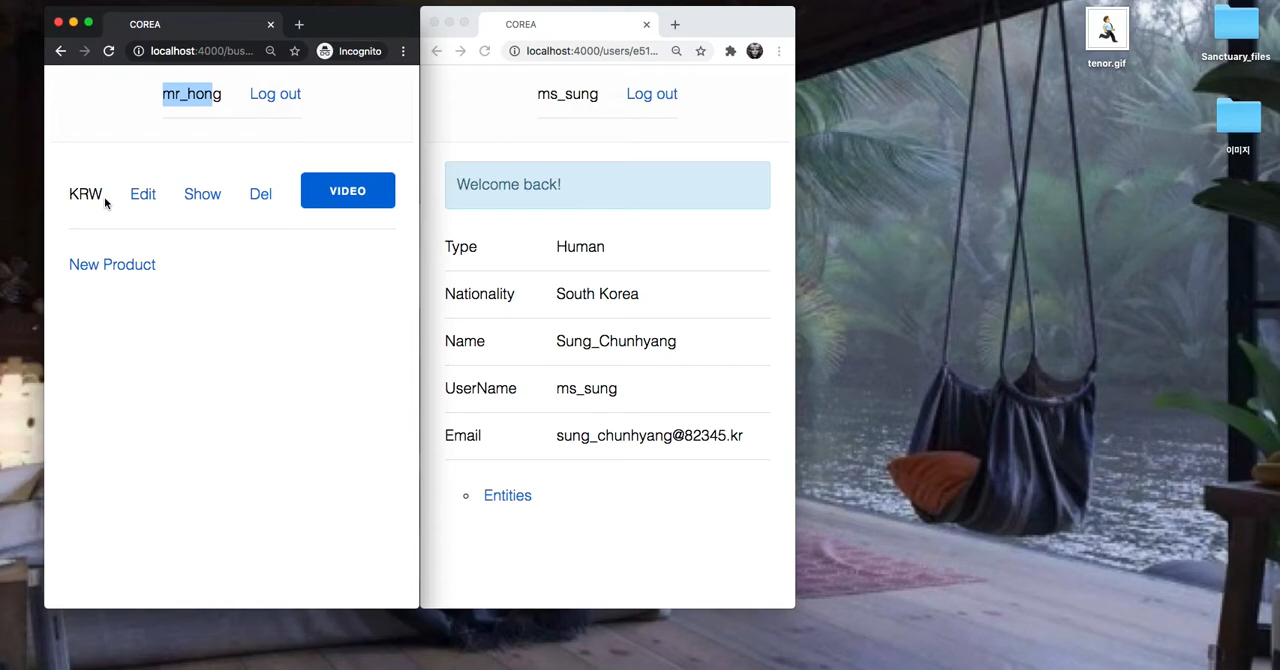 COREA
localhost:4000/bus...
Incognito
mr_hong
Log out
KRW
Edit
Show
Del
VIDEO
New Product
COREA
localhost:4000/users/e51...
ms_sung
Log out
Welcome back!
Type Human
Nationality South Korea
Name Sung_Chunhyang
UserName ms_sung
Email sung_chunhyang@82345.kr
Entities
tenor.gif
Sanctuary_files
이미지